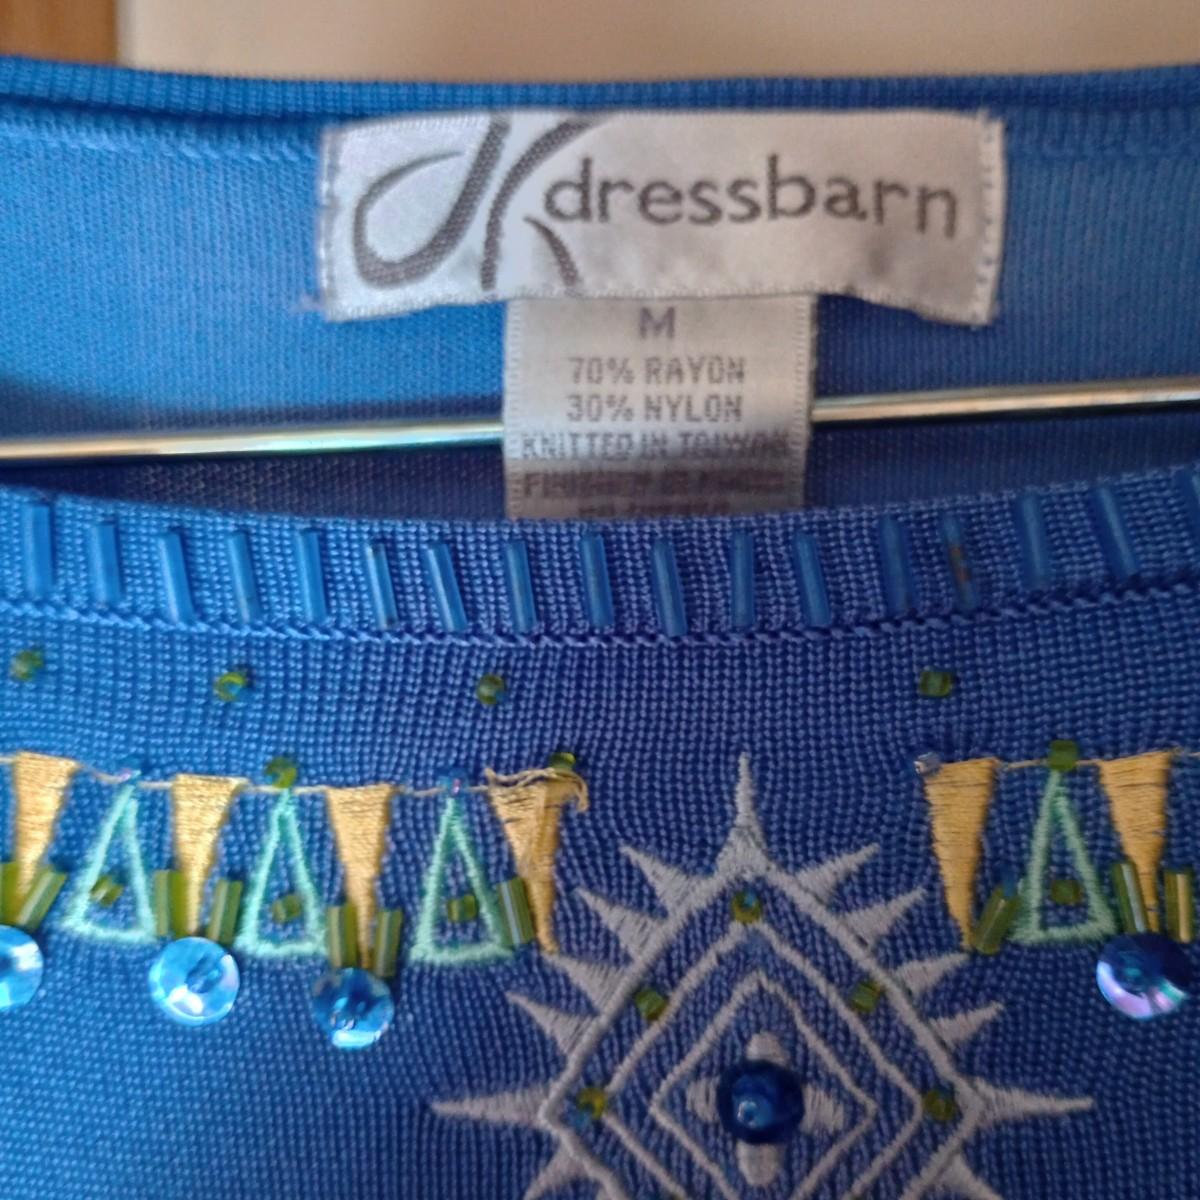 dressbarn
M
70% RAYON
30% NYLON
KNITTED IN TAIWAN